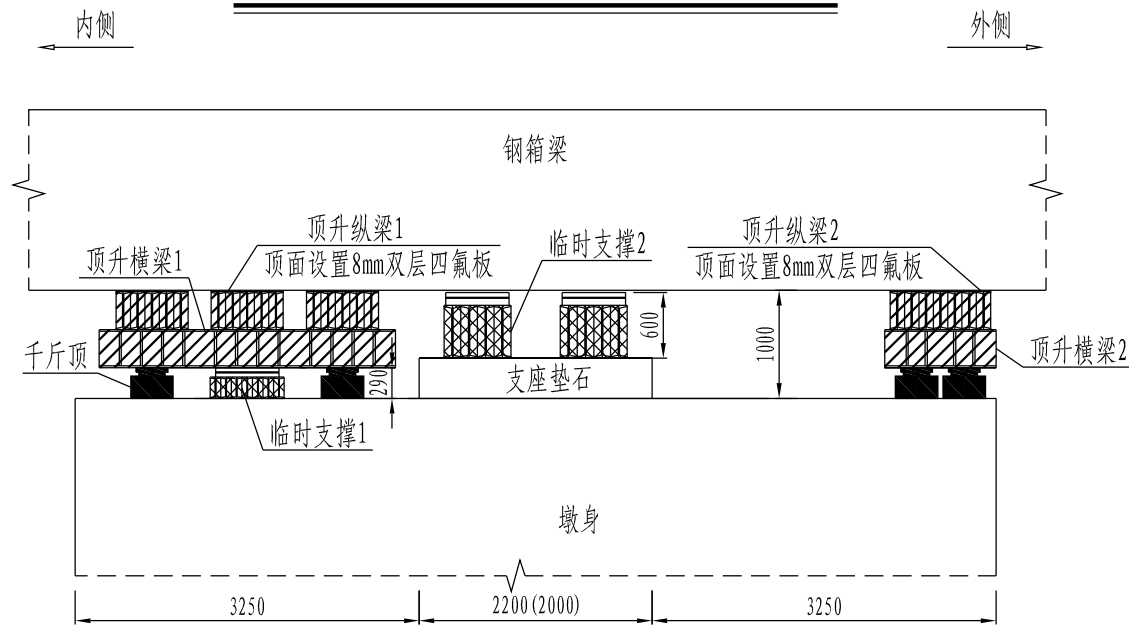 内侧
外侧
钢箱梁
顶升纵梁1
顶面设置8mm双层四氟板
临时支撑2
顶升纵梁2
顶面设置8mm双层四氟板
顶升横梁1
千斤顶
600
1000
顶升横梁2
290
支座垫石
临时支撑1
墩身
3250
2200(2000)
3250